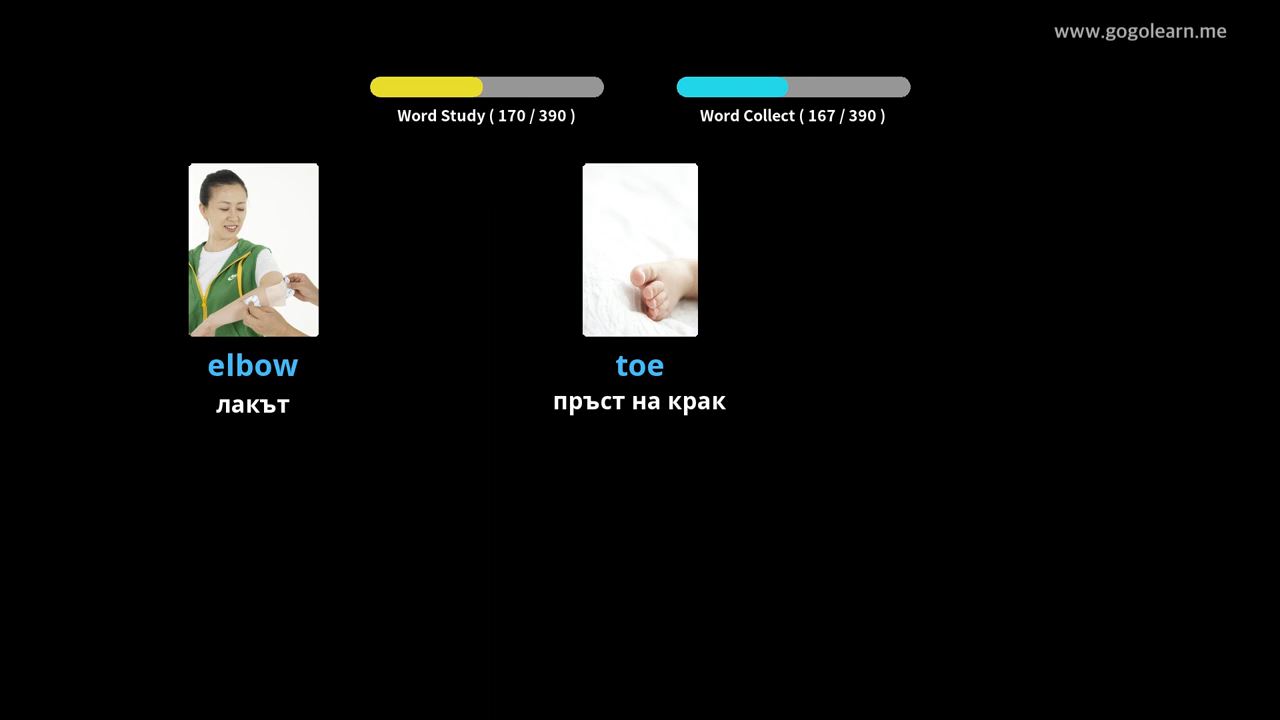 www.gogolearn.me
Word Study ( 170 / 390 )
Word Collect ( 167 / 390 )
elbow
лакът
toe
пръст на крак